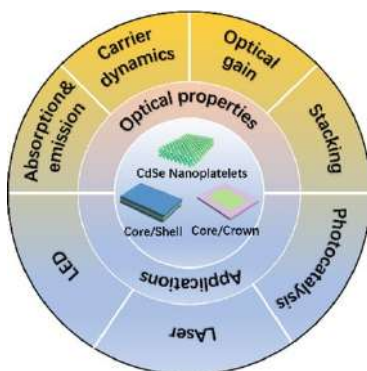 Absorption&
emission
Carrier
dynamics
Optical
gain
Stacking
Optical properties
CdSe Nanoplatelets
Core/Shell
Core/Crown
Applications
LED
LAser
Photocatalysis